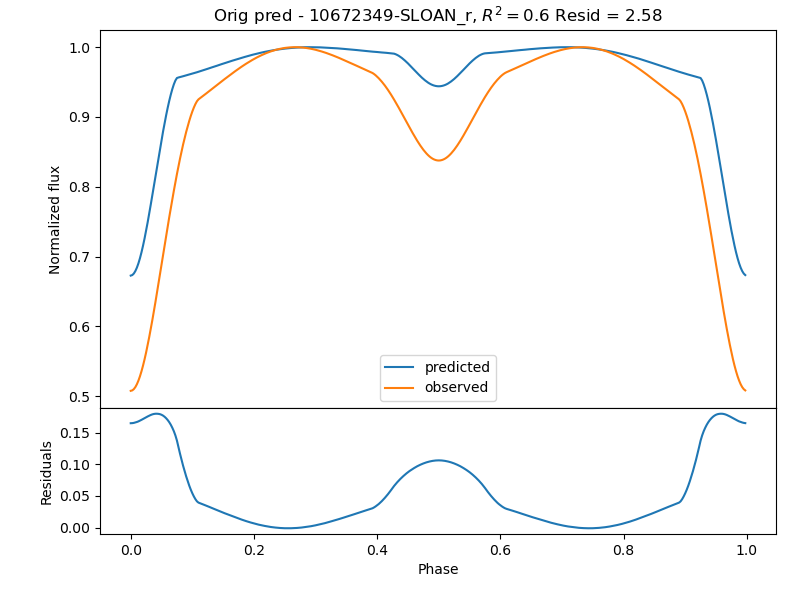 Orig pred - 10672349-SLOAN_r, R² = 0.6 Resid = 2.58
1.0
0.9
0.8
0.7
0.6
0.5
Normalized flux
predicted
observed
0.15
0.10
0.05
0.00
Residuals
0.0 0.2 0.4 0.6 0.8 1.0
Phase